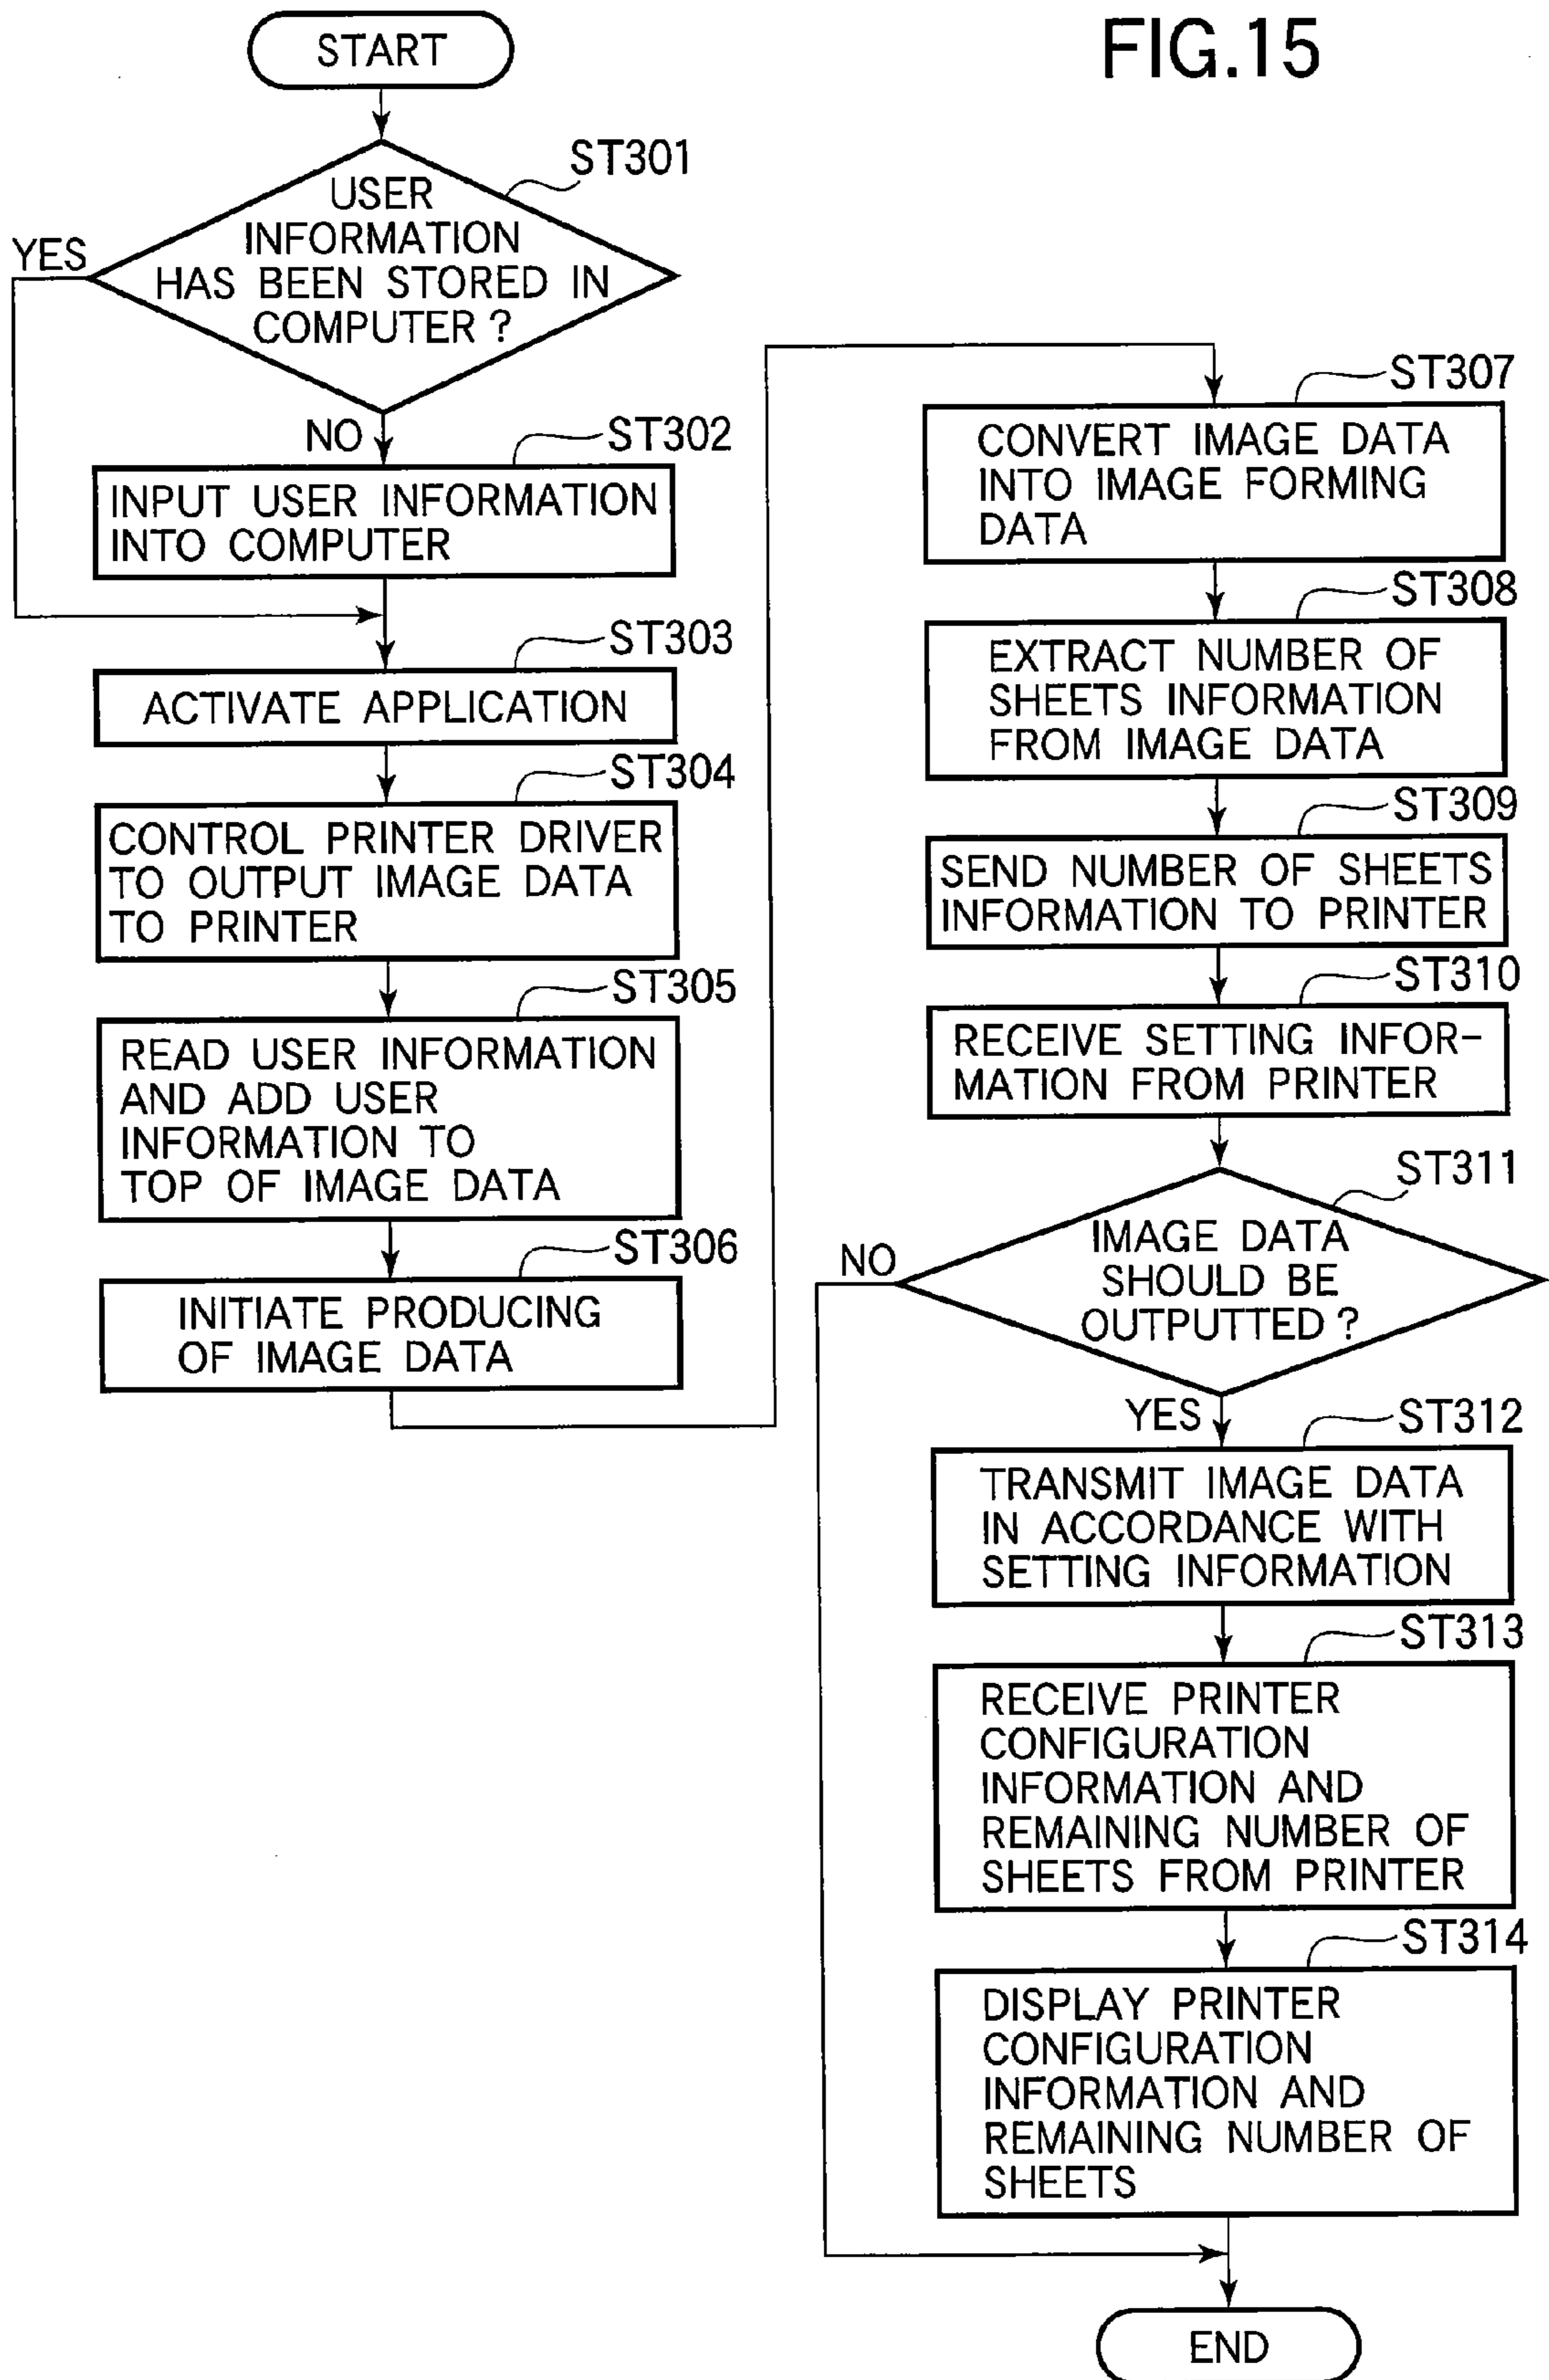 FIG.15
START
ST301
USER
INFORMATION
HAS BEEN STORED IN
COMPUTER ?
YES
NO
ST302
INPUT USER INFORMATION
INTO COMPUTER
ST303
ACTIVATE APPLICATION
ST304
CONTROL PRINTER DRIVER
TO OUTPUT IMAGE DATA
TO PRINTER
ST305
READ USER INFORMATION
AND ADD USER
INFORMATION TO
TOP OF IMAGE DATA
ST306
INITIATE PRODUCING
OF IMAGE DATA
ST307
CONVERT IMAGE DATA
INTO IMAGE FORMING
DATA
ST308
EXTRACT NUMBER OF
SHEETS INFORMATION
FROM IMAGE DATA
ST309
SEND NUMBER OF SHEETS
INFORMATION TO PRINTER
ST310
RECEIVE SETTING INFOR-
MATION FROM PRINTER
ST311
IMAGE DATA
SHOULD BE
OUTPUTTED ?
NO
YES
ST312
TRANSMIT IMAGE DATA
IN ACCORDANCE WITH
SETTING INFORMATION
ST313
RECEIVE PRINTER
CONFIGURATION
INFORMATION AND
REMAINING NUMBER OF
SHEETS FROM PRINTER
ST314
DISPLAY PRINTER
CONFIGURATION
INFORMATION AND
REMAINING NUMBER OF
SHEETS
END